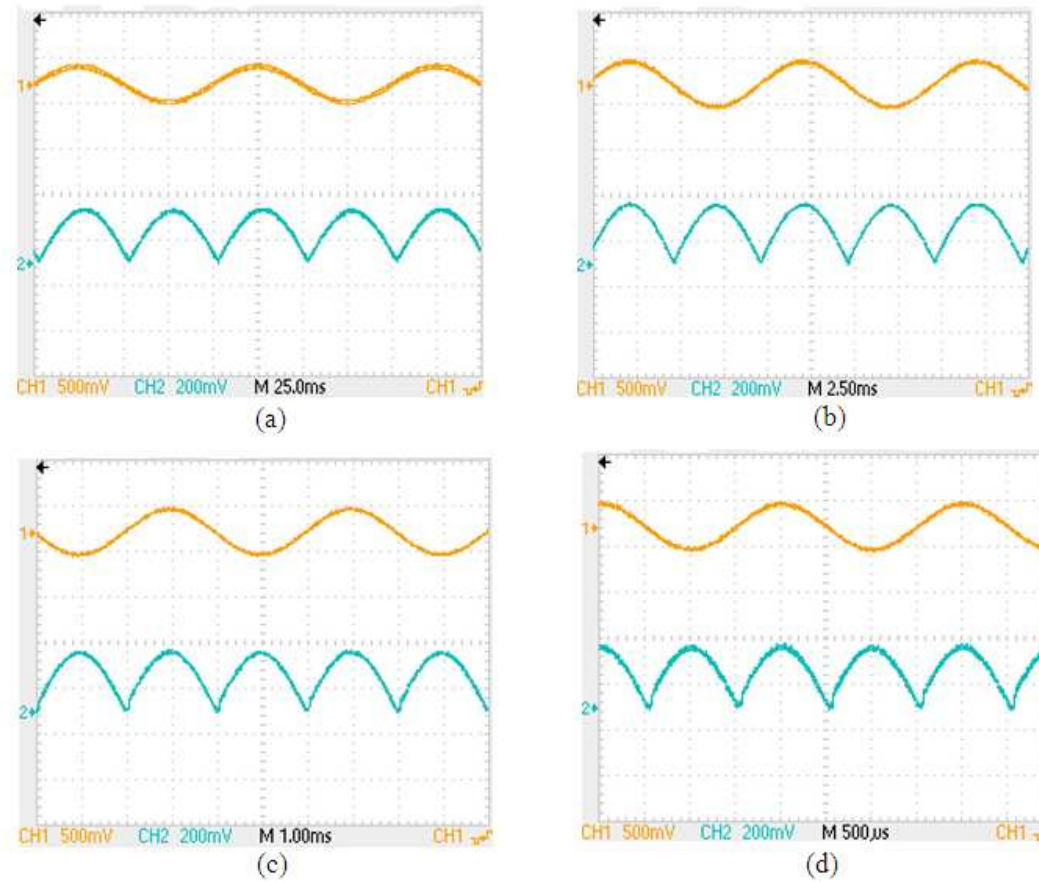 1
2
CH1 500mV CH2 200mV M 25.0ms CH1
(a)
1
2
CH1 500mV CH2 200mV M 2.50ms CH1
(b)
1
2
CH1 500mV CH2 200mV M 1.00ms CH1
(c)
1
2
CH1 500mV CH2 200mV M 500µs CH1
(d)